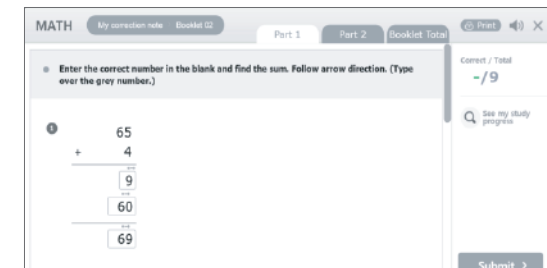 MATH
My correction note Booklet 02
Part 1 Part 2 Booklet Total
Print
Enter the correct number in the blank and find the sum. Follow arrow direction. (Type
over the grey number.)
Correct / Total
-/9
See my study
progress
1
65
+ 4
9
60
69
Submit >